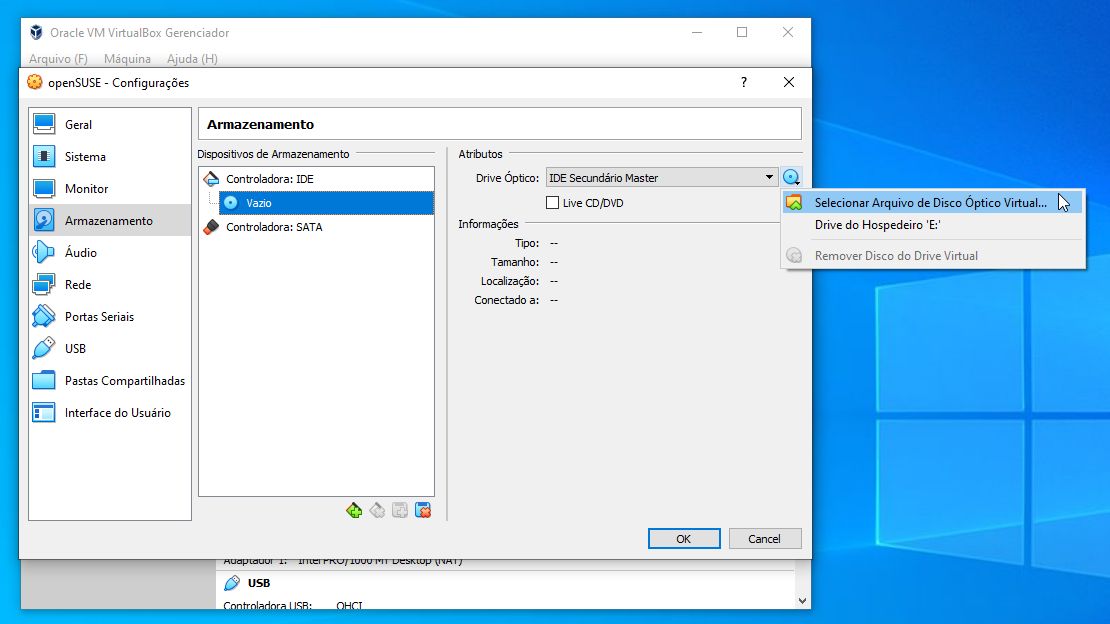 Oracle VM VirtualBox Gerenciador
Arquivo (F) Máquina Ajuda (H)
openSUSE - Configurações
?
Geral
Sistema
Monitor
Armazenamento
Áudio
Rede
Portas Seriais
USB
Pastas Compartilhadas
Interface do Usuário
Armazenamento
Dispositivos de Armazenamento
Controladora: IDE
Vazio
Controladora: SATA
Atributos
Drive Óptico: IDE Secundário Master
Live CD/DVD
Informações
Tipo: --
Tamanho: --
Localização: --
Conectado a: --
Selecionar Arquivo de Disco Óptico Virtual...
Drive do Hospedeiro 'E:'
Remover Disco do Drive Virtual
OK Cancel
Adaptador 1: Intel PRO/1000 MT Desktop (NAT)
USB
Controladora USB: OHCI